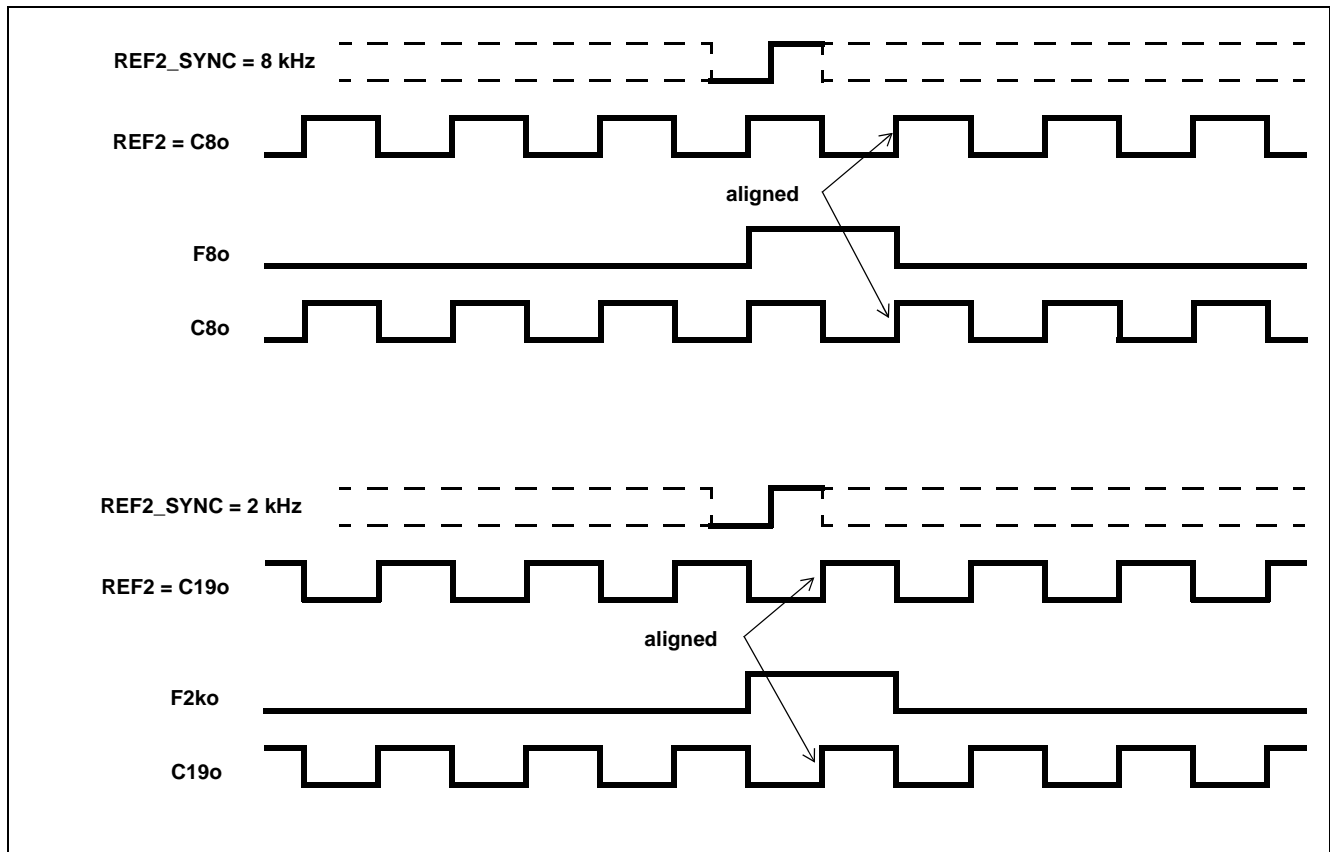 REF2_SYNC = 8 kHz
REF2 = C8o
aligned
F8o
C8o
REF2_SYNC = 2 kHz
REF2 = C19o
aligned
F2ko
C19o